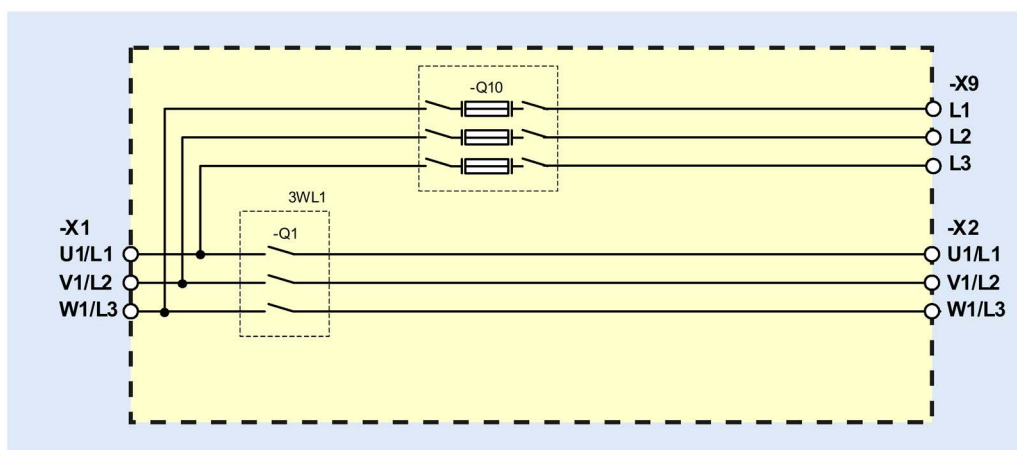 -Q10
-X9
L1
L2
L3
3WL1
-X1
-Q1
-X2
U1/L1
U1/L1
V1/L2
V1/L2
W1/L3
W1/L3